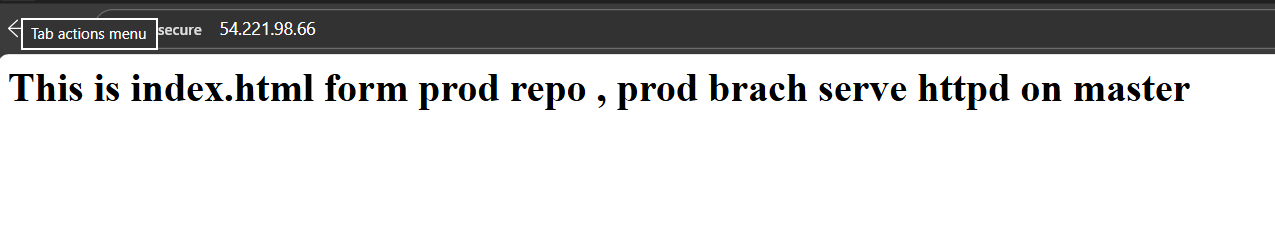 Tab actions menu secure 54.221.98.66
This is index.html form prod repo , prod brach serve httpd on master